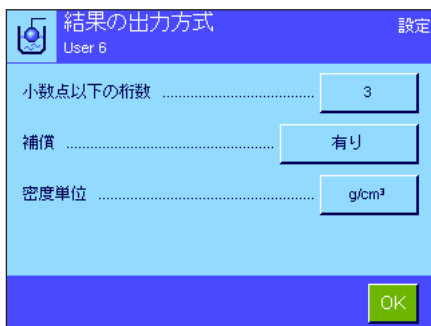 結果の出力方式 設定
User 6
小数点以下の桁数 ........................................ 3
補償 ........................................................ 有り
密度単位 ......................................................... g/cm³
OK